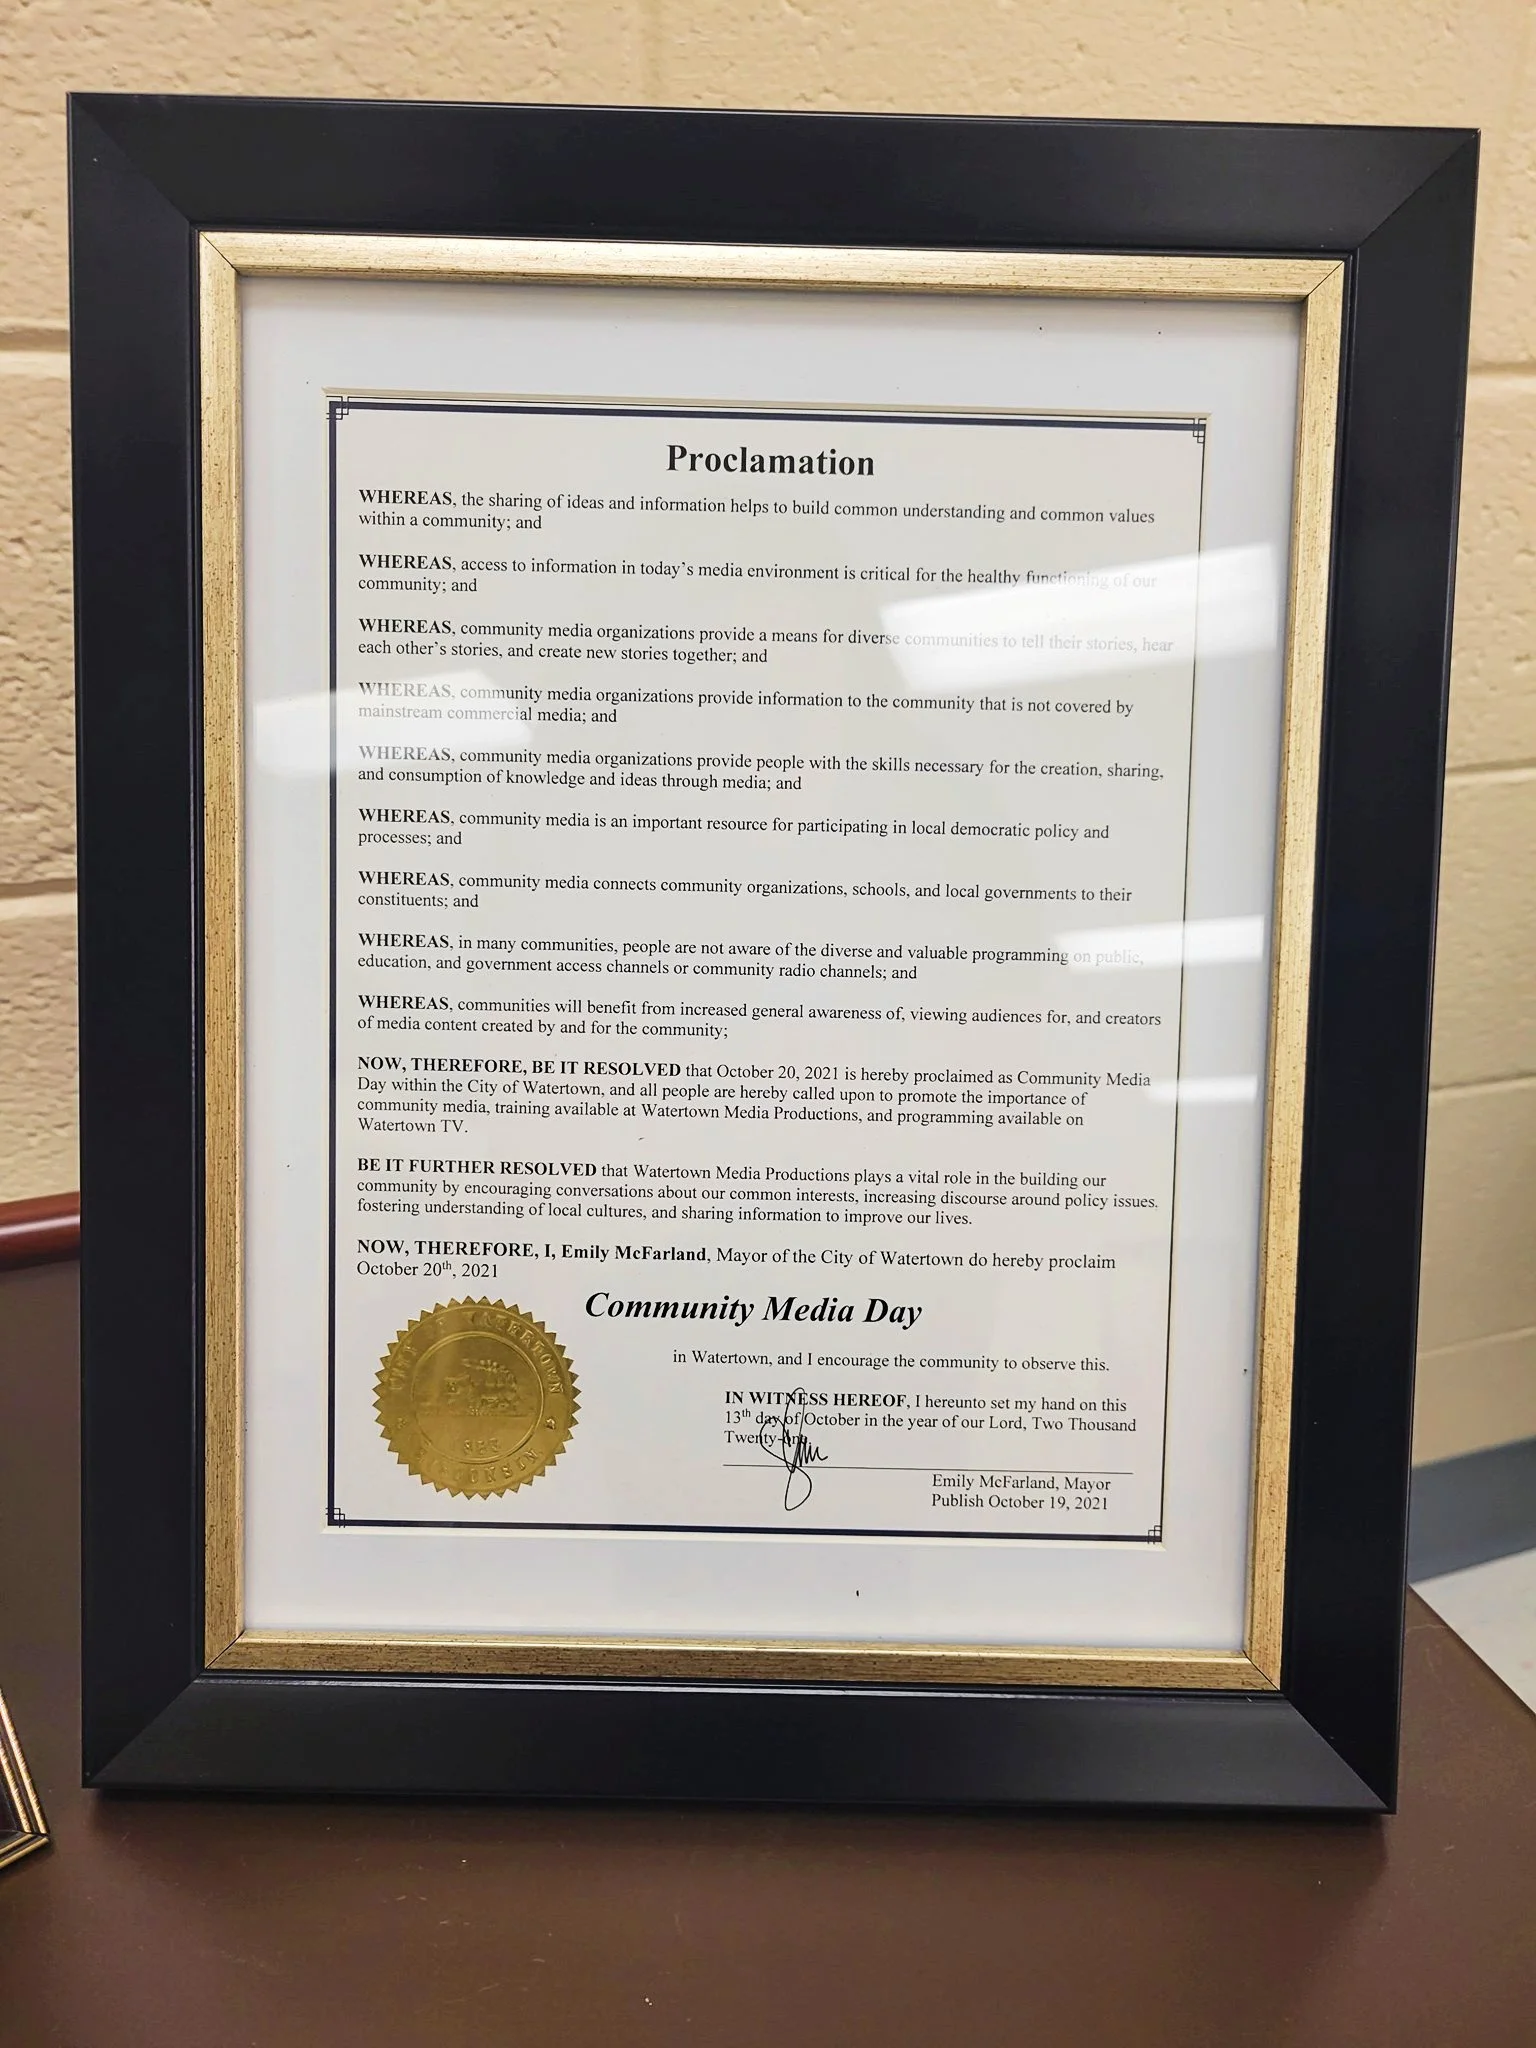 Proclamation
WHEREAS, the sharing of ideas and information helps to build common understanding and common values
within a community; and
WHEREAS, access to information in today's media environment is critical for the healthy functioning of our
community; and
WHEREAS, community media organizations provide a means for diverse communities to tell their stories, hear
each other's stories, and create new stories together; and
WHEREAS, community media organizations provide information to the community that is not covered by
mainstream commercial media; and
WHEREAS, community media organizations provide people with the skills necessary for the creation, sharing,
and consumption of knowledge and ideas through media; and
WHEREAS, community media is an important resource for participating in local democratic policy and
processes; and
WHEREAS, community media connects community organizations, schools, and local governments to their
constituents; and
WHEREAS, in many communities, people are not aware of the diverse and valuable programming on public,
education, and government access channels or community radio channels; and
WHEREAS, communities will benefit from increased general awareness of, viewing audiences for, and creators
of media content created by and for the community;
NOW, THEREFORE, BE IT RESOLVED that October 20, 2021 is hereby proclaimed as Community Media
Day within the City of Watertown, and all people are hereby called upon to promote the importance of
community media, training available at Watertown Media Productions, and programming available on
Watertown TV.
BE IT FURTHER RESOLVED that Watertown Media Productions plays a vital role in the building our
community by encouraging conversations about our common interests, increasing discourse around policy issues,
fostering understanding of local cultures, and sharing information to improve our lives.
NOW, THEREFORE, I, Emily McFarland, Mayor of the City of Watertown do hereby proclaim
October 20th, 2021
Community Media Day
in Watertown, and I encourage the community to observe this.
IN WITNESS HEREOF, I hereunto set my hand on this
13th day of October in the year of our Lord, Two Thousand
Twenty-one.
Emily McFarland, Mayor
Publish October 19, 2021
WATERTOWN
WISCONSIN